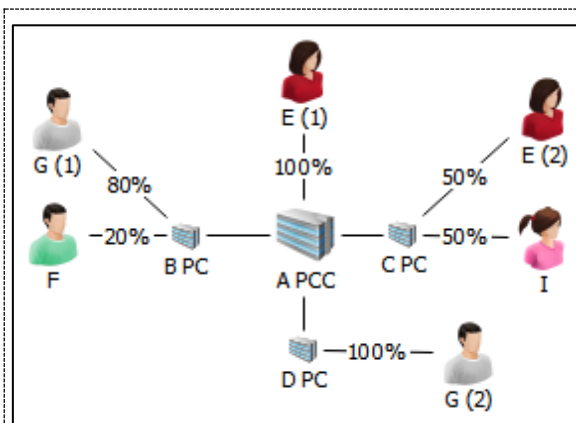 E (1)
100%
G (1)
80%
F
20%
B PC
A PCC
C PC
50%
E (2)
50%
I
D PC
100%
G (2)